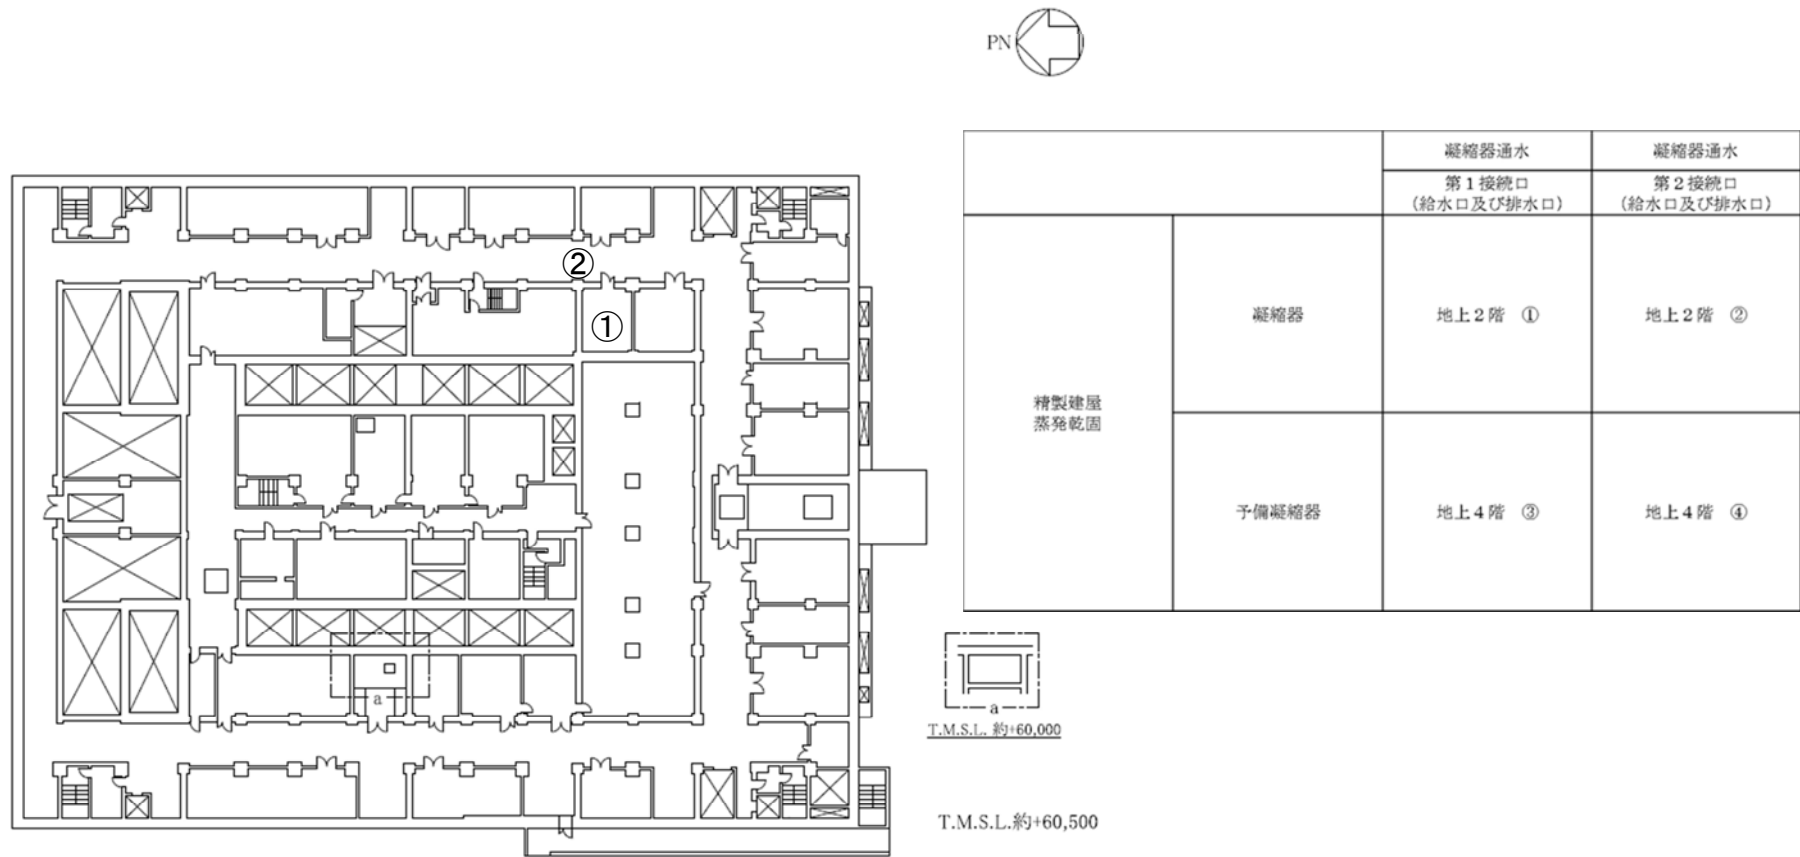 PN
凝縮器通水
凝縮器通水
第1接続口
(給水口及び排水口)
第2接続口
(給水口及び排水口)
精製建屋
蒸発乾固
凝縮器
地上2階 ①
地上2階 ②
予備凝縮器
地上4階 ③
地上4階 ④
②
①
a
a
T.M.S.L. 約+60,000
T.M.S.L.約+60,500